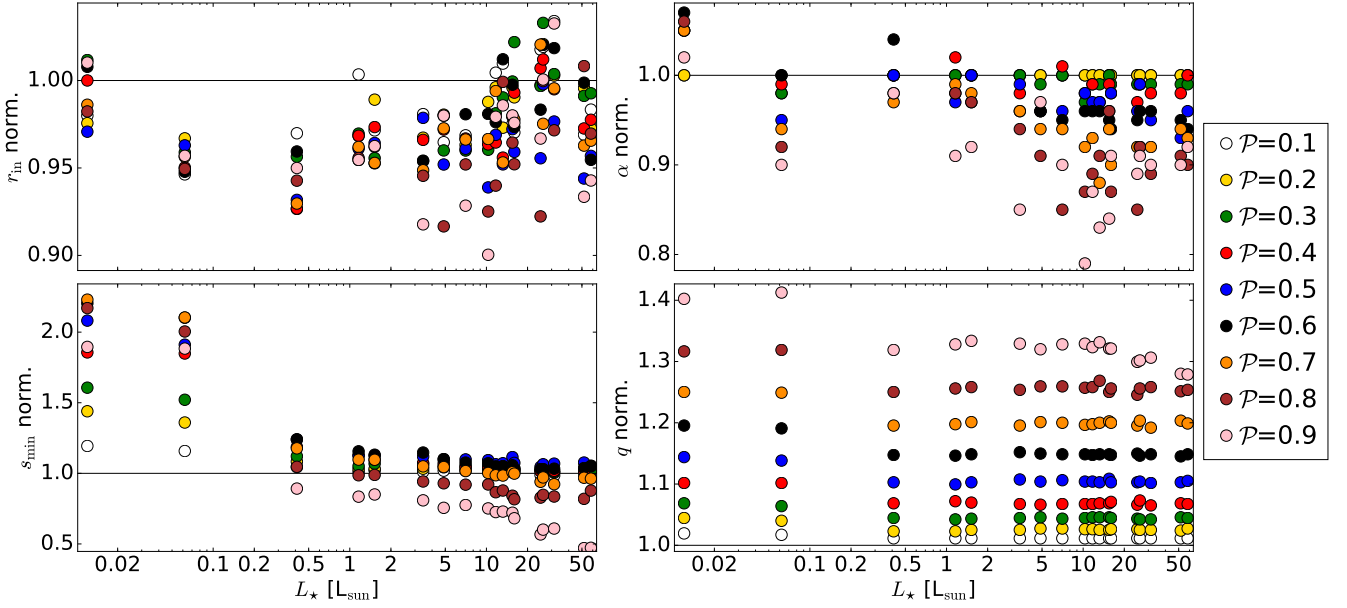 1.00
0.95
0.90
r_in norm.
1.0
0.9
0.8
α norm.
2.0
1.5
1.0
0.5
s_min norm.
0.02 0.1 0.2 0.5 1 2 5 10 20 50
L⋆ [L_sun]
1.4
1.3
1.2
1.1
1.0
q norm.
0.02 0.1 0.2 0.5 1 2 5 10 20 50
L⋆ [L_sun]
𝒫=0.1
𝒫=0.2
𝒫=0.3
𝒫=0.4
𝒫=0.5
𝒫=0.6
𝒫=0.7
𝒫=0.8
𝒫=0.9